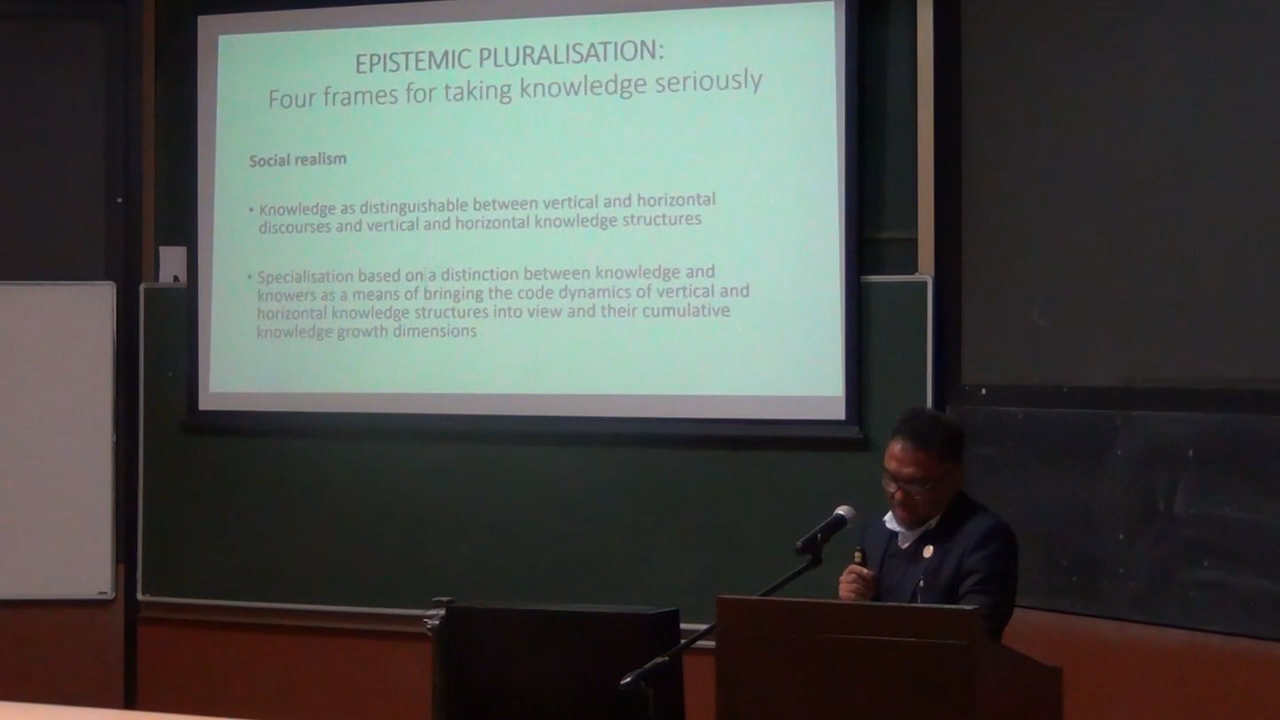 EPISTEMIC PLURALISATION:
Four frames for taking knowledge seriously
Social realism
• Knowledge as distinguishable between vertical and horizontal
discourses and vertical and horizontal knowledge structures
• Specialisation based on a distinction between knowledge and
knowers as a means of bringing the code dynamics of vertical and
horizontal knowledge structures into view and their cumulative
knowledge growth dimensions